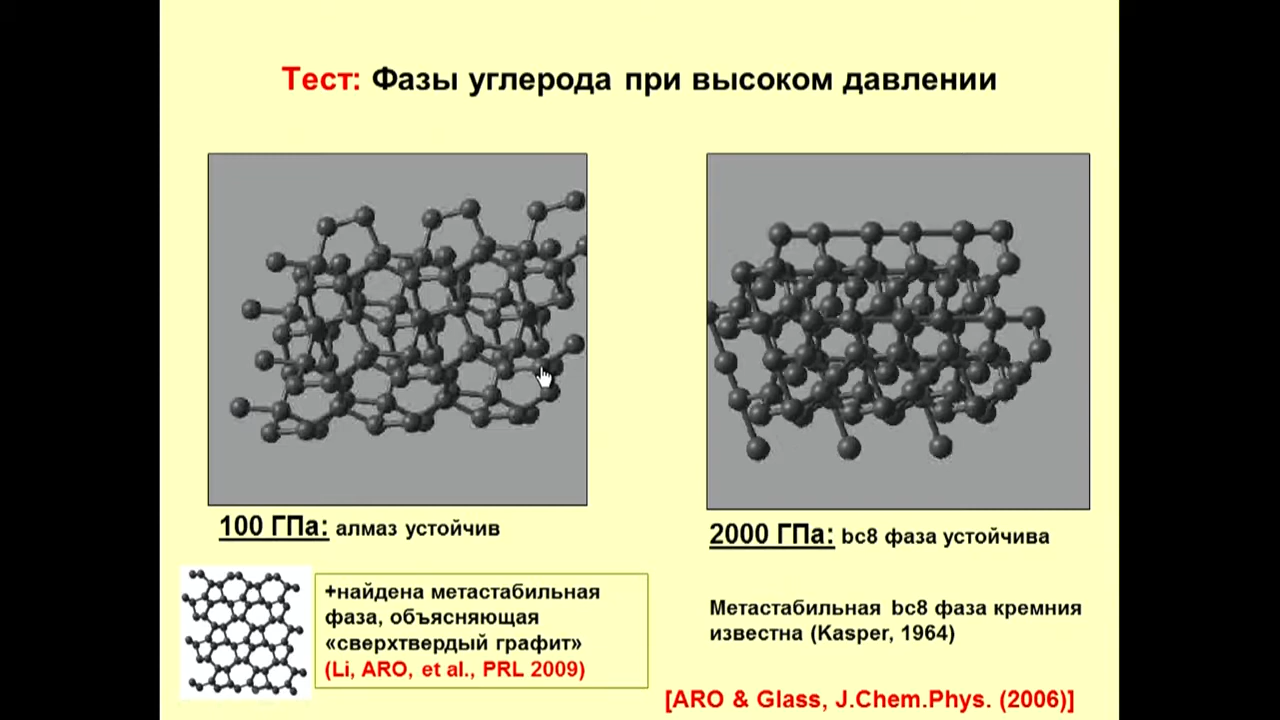 Тест: Фазы углерода при высоком давлении
100 ГПа: алмаз устойчив
2000 ГПа: bc8 фаза устойчива
+найдена метастабильная
фаза, объясняющая
«сверхтвердый графит»
(Li, ARO, et al., PRL 2009)
Метастабильная bc8 фаза кремния
известна (Kasper, 1964)
[ARO & Glass, J.Chem.Phys. (2006)]